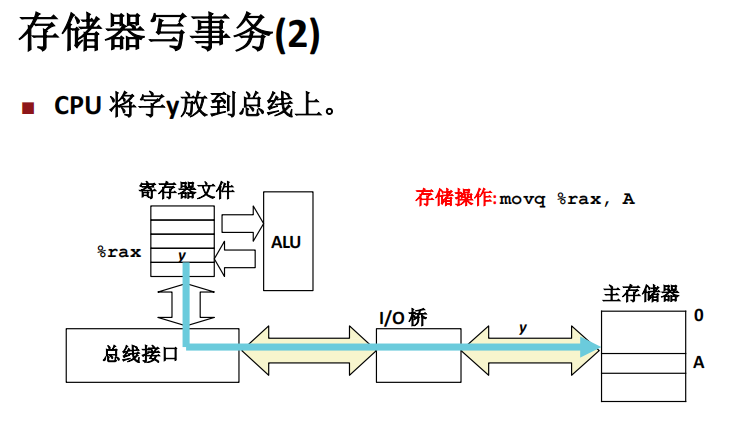 存储器写事务(2)
CPU 将字y放到总线上。
寄存器文件
存储操作:movq %rax, A
%rax
y
ALU
主存储器
I/O 桥
0
y
总线接口
A